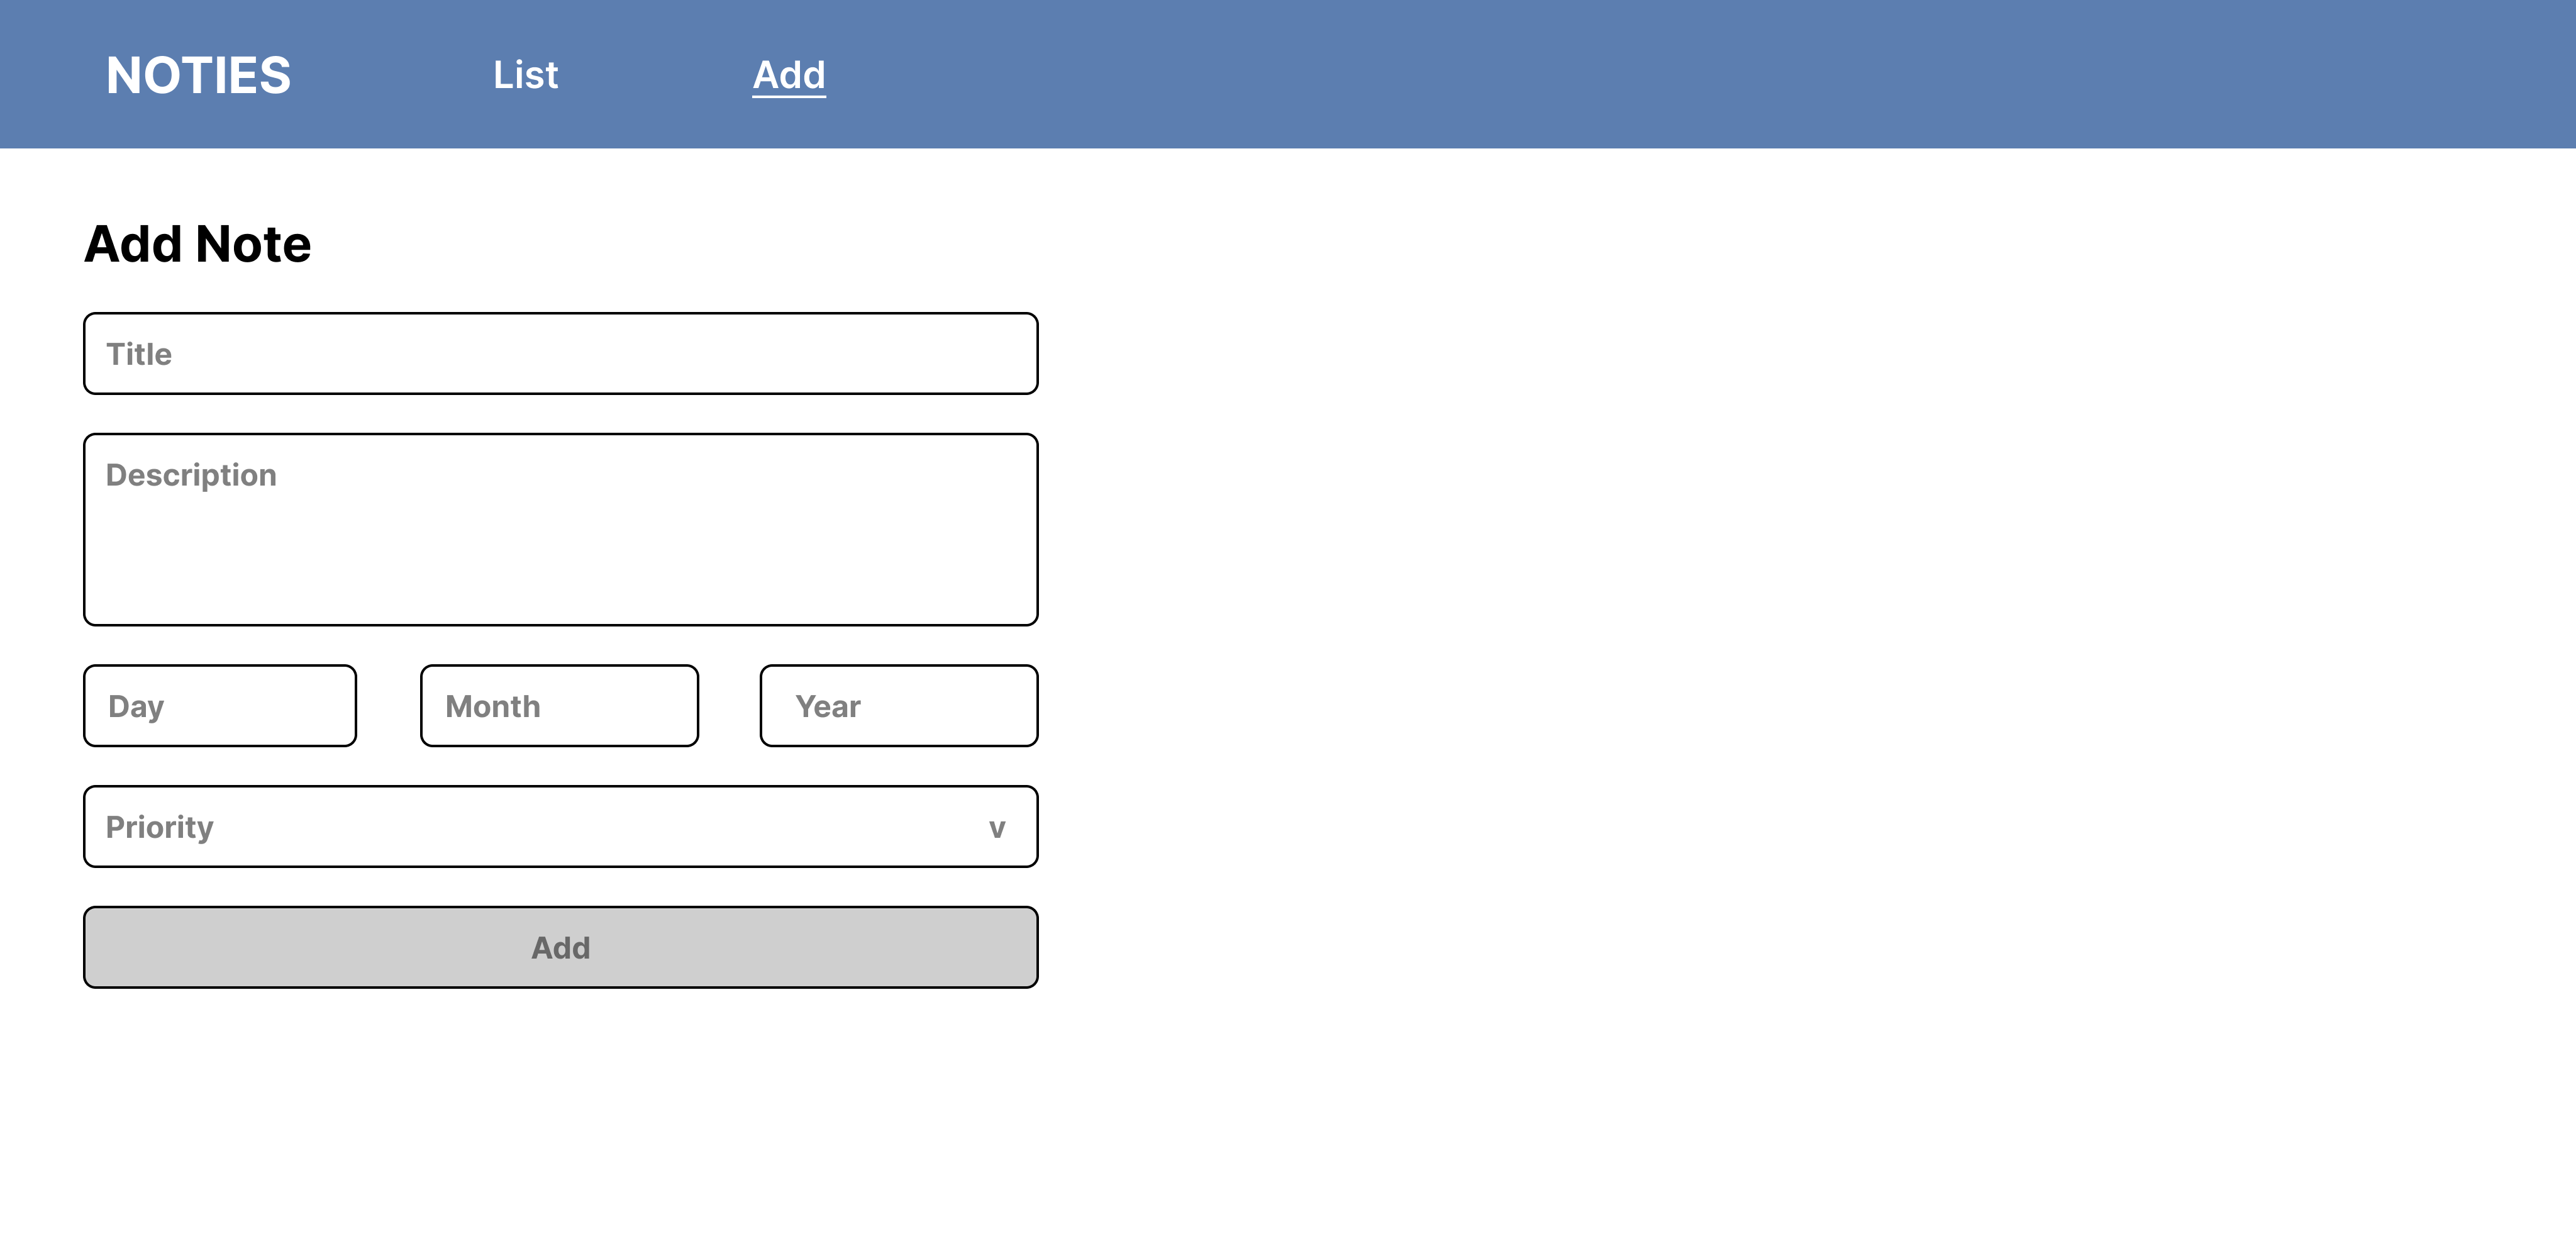 NOTIES List Add
Add Note
Title
Description
Day Month Year
Priority v
Add